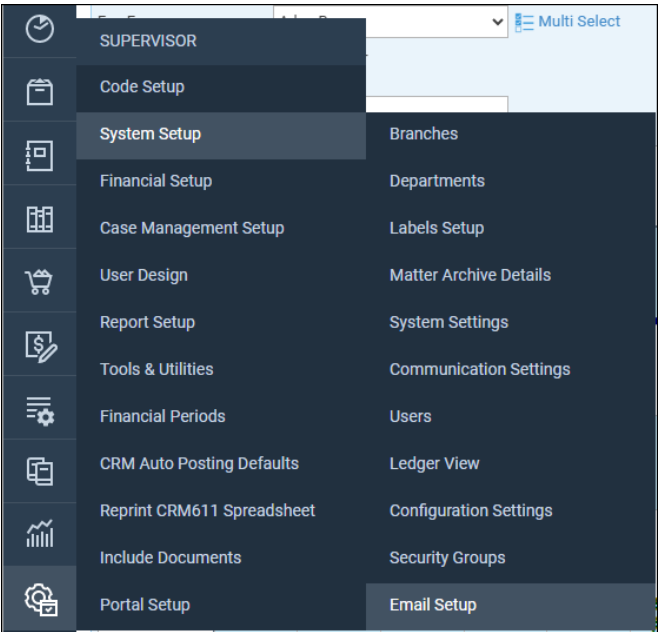 Multi Select
SUPERVISOR
Code Setup
System Setup
Financial Setup
Case Management Setup
User Design
Report Setup
Tools & Utilities
Financial Periods
CRM Auto Posting Defaults
Reprint CRM611 Spreadsheet
Include Documents
Portal Setup
Branches
Departments
Labels Setup
Matter Archive Details
System Settings
Communication Settings
Users
Ledger View
Configuration Settings
Security Groups
Email Setup